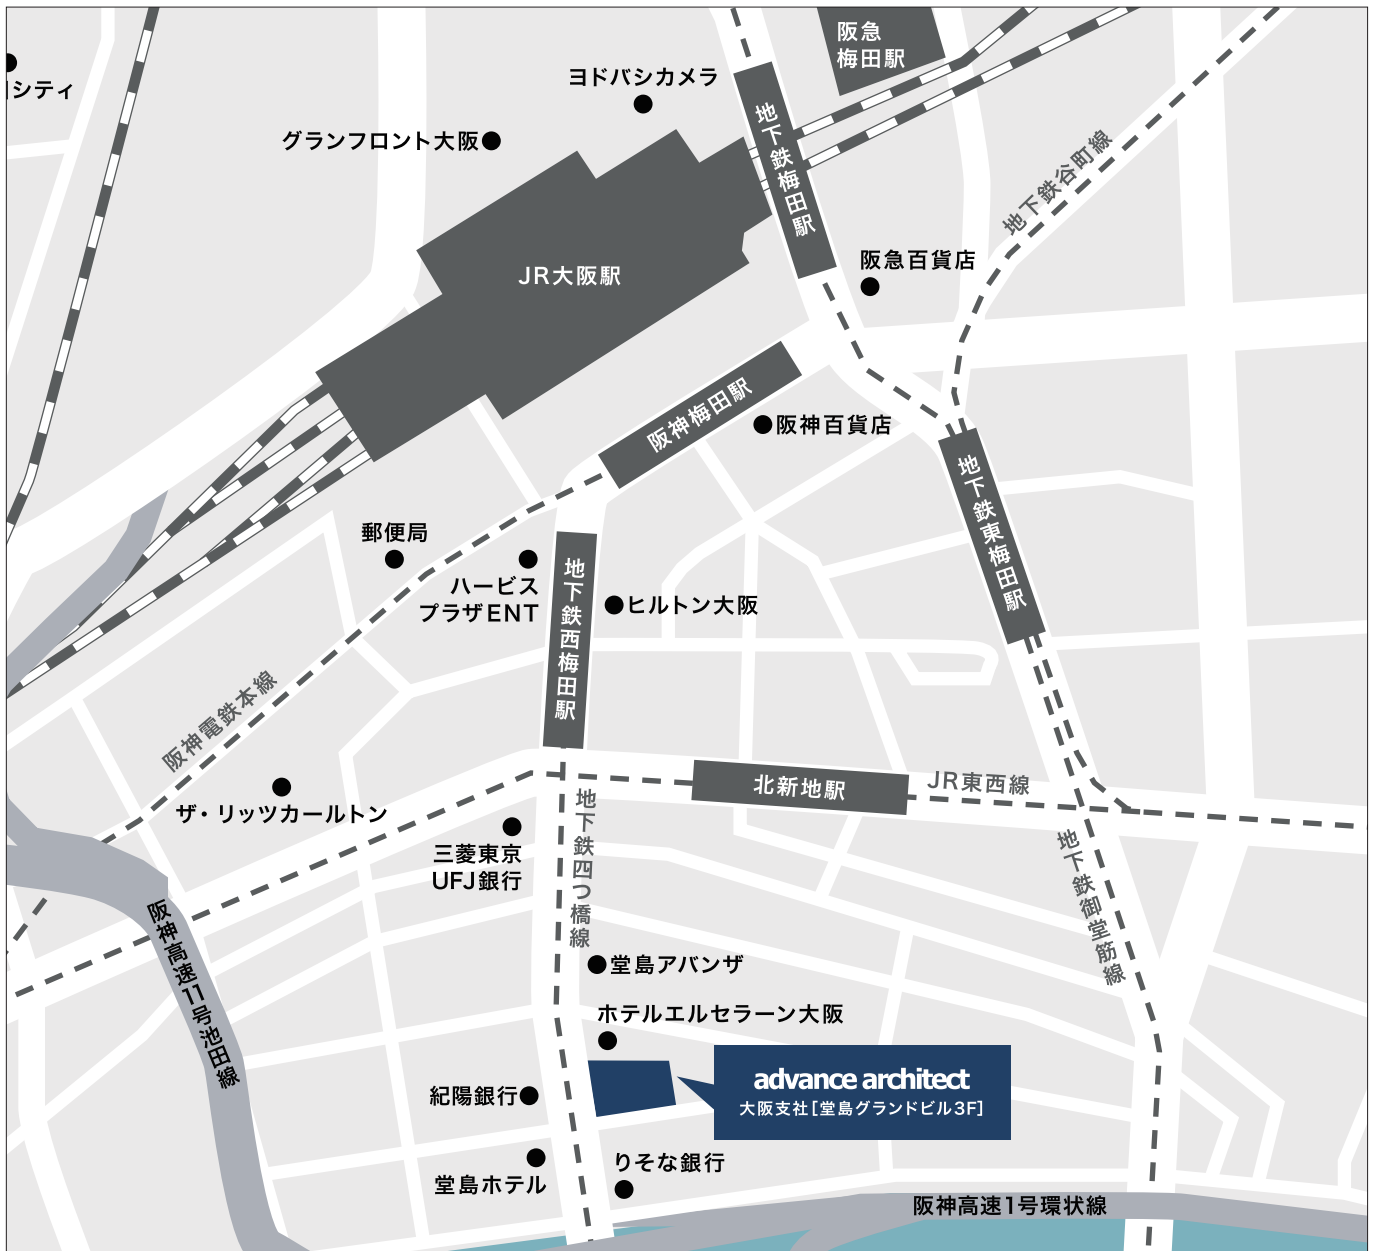 阪急
梅田駅
ヨドバシカメラ
シティ
グランフロント大阪
地下鉄梅田駅
地下鉄谷町線
阪急百貨店
JR大阪駅
阪神梅田駅
阪神百貨店
地下鉄東梅田駅
郵便局
ハービス
プラザENT
地下鉄西梅田駅
ヒルトン大阪
阪神電鉄本線
ザ・リッツカールトン
北新地駅
JR東西線
三菱東京
UFJ銀行
地下鉄四つ橋線
地下鉄御堂筋線
阪神高速11号池田線
堂島アバンザ
ホテルエルセラーン大阪
advance architect
大阪支社[堂島グランドビル3F]
紀陽銀行
堂島ホテル
りそな銀行
阪神高速1号環状線